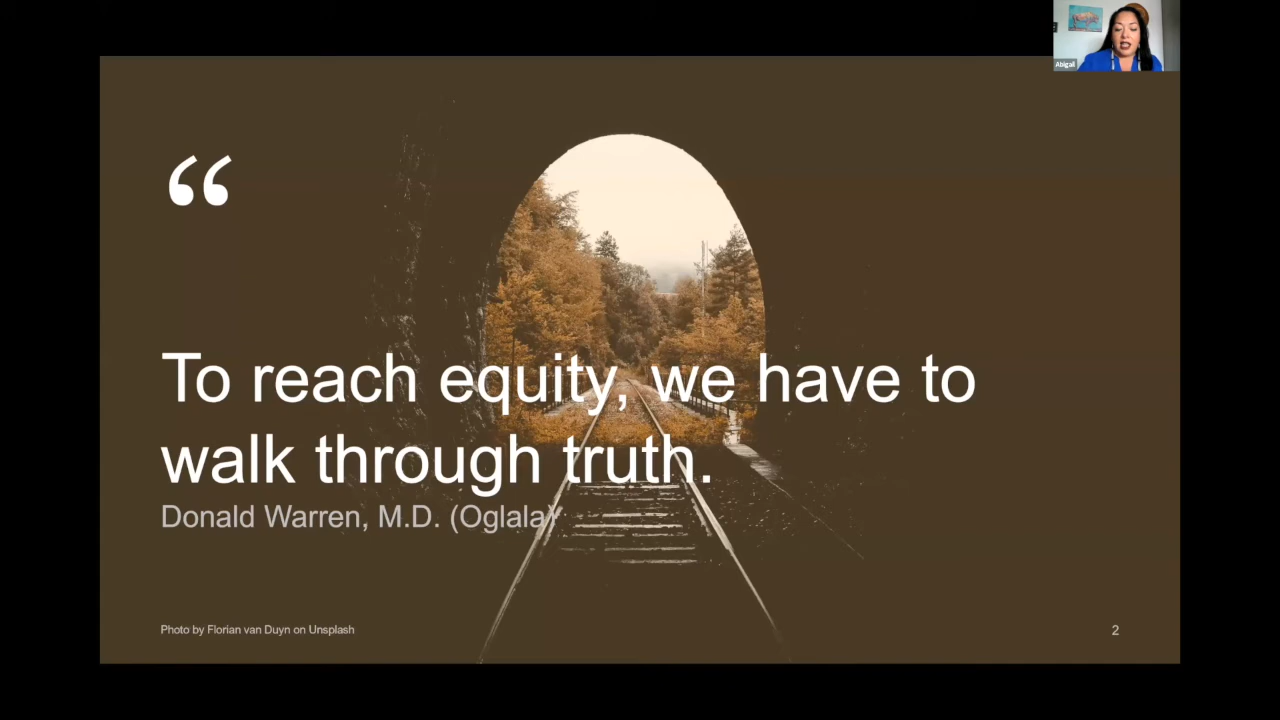 Abigail
“
To reach equity, we have to
walk through truth.
Donald Warren, M.D. (Oglala)
Photo by Florian van Duyn on Unsplash
2